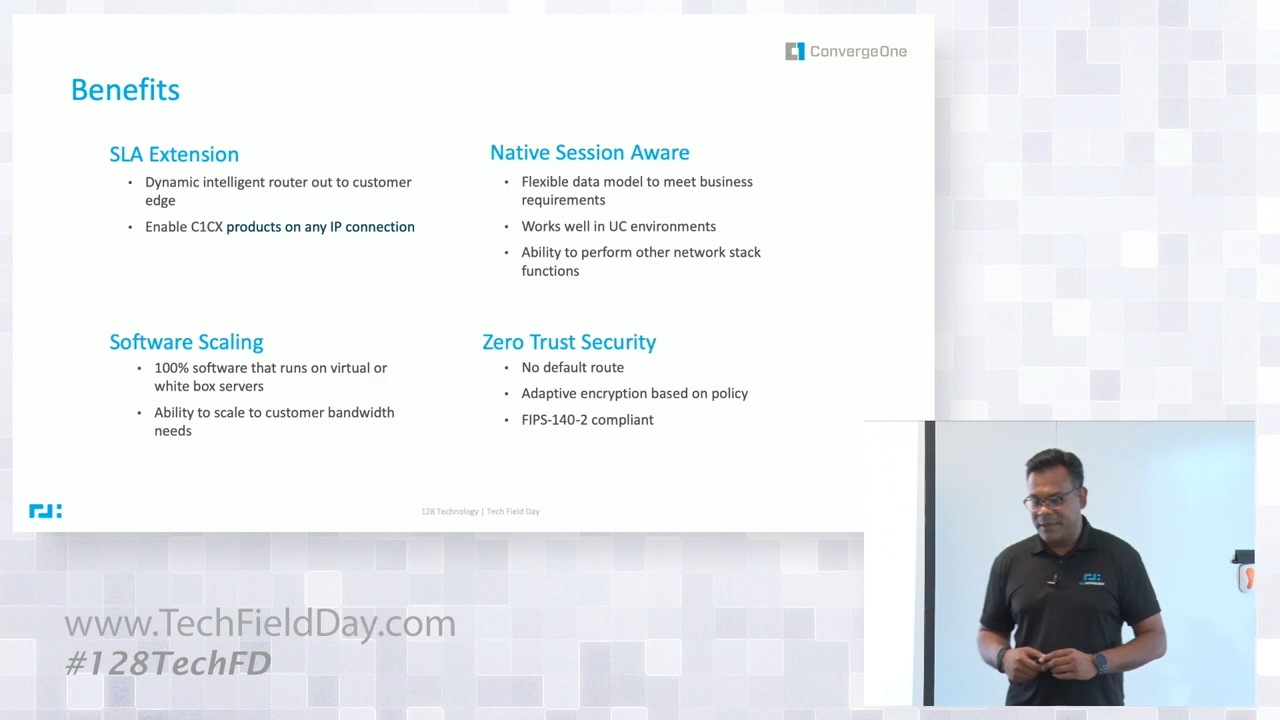 ConvergeOne
Benefits
SLA Extension
• Dynamic intelligent router out to customer
edge
• Enable C1CX products on any IP connection
Native Session Aware
• Flexible data model to meet business
requirements
• Works well in UC environments
• Ability to perform other network stack
functions
Software Scaling
• 100% software that runs on virtual or
white box servers
• Ability to scale to customer bandwidth
needs
Zero Trust Security
• No default route
• Adaptive encryption based on policy
• FIPS-140-2 compliant
128 Technology | Tech Field Day
www.TechFieldDay.com
#128TechFD